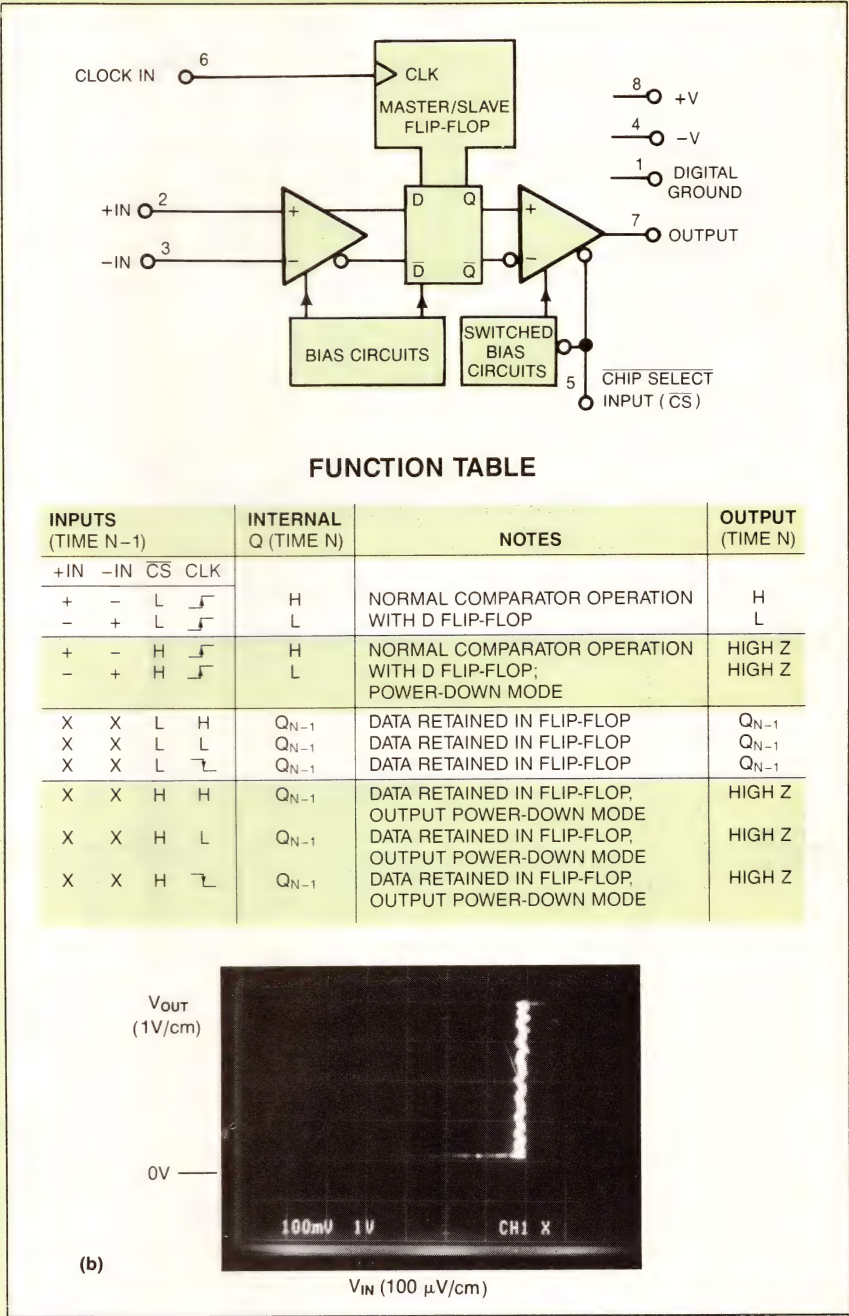 6
CLOCK IN
CLK
MASTER/SLAVE
FLIP-FLOP
8
+V
4
−V
1
DIGITAL
GROUND
+IN
2
+
D
Q
+
7
OUTPUT
−IN
3
−
D̅
Q̅
−
BIAS CIRCUITS
SWITCHED
BIAS
CIRCUITS
5
C̅H̅I̅P̅ S̅E̅L̅E̅C̅T̅
INPUT (C̅S̅)
FUNCTION TABLE
INPUTS INTERNAL NOTES OUTPUT
(TIME N−1) Q (TIME N) (TIME N)
+IN −IN C̅S̅ CLK
+ − L H NORMAL COMPARATOR OPERATION H
− + L L WITH D FLIP-FLOP L
+ − H H NORMAL COMPARATOR OPERATION HIGH Z
− + H L WITH D FLIP-FLOP; HIGH Z
POWER-DOWN MODE
X X L H QN−1 DATA RETAINED IN FLIP-FLOP QN−1
X X L L QN−1 DATA RETAINED IN FLIP-FLOP QN−1
X X L QN−1 DATA RETAINED IN FLIP-FLOP QN−1
X X H H QN−1 DATA RETAINED IN FLIP-FLOP, HIGH Z
OUTPUT POWER-DOWN MODE
X X H L QN−1 DATA RETAINED IN FLIP-FLOP, HIGH Z
OUTPUT POWER-DOWN MODE
X X H QN−1 DATA RETAINED IN FLIP-FLOP, HIGH Z
OUTPUT POWER-DOWN MODE
VOUT
(1V/cm)
0V
100mV 1V CH1 X
(b)
VIN (100 μV/cm)